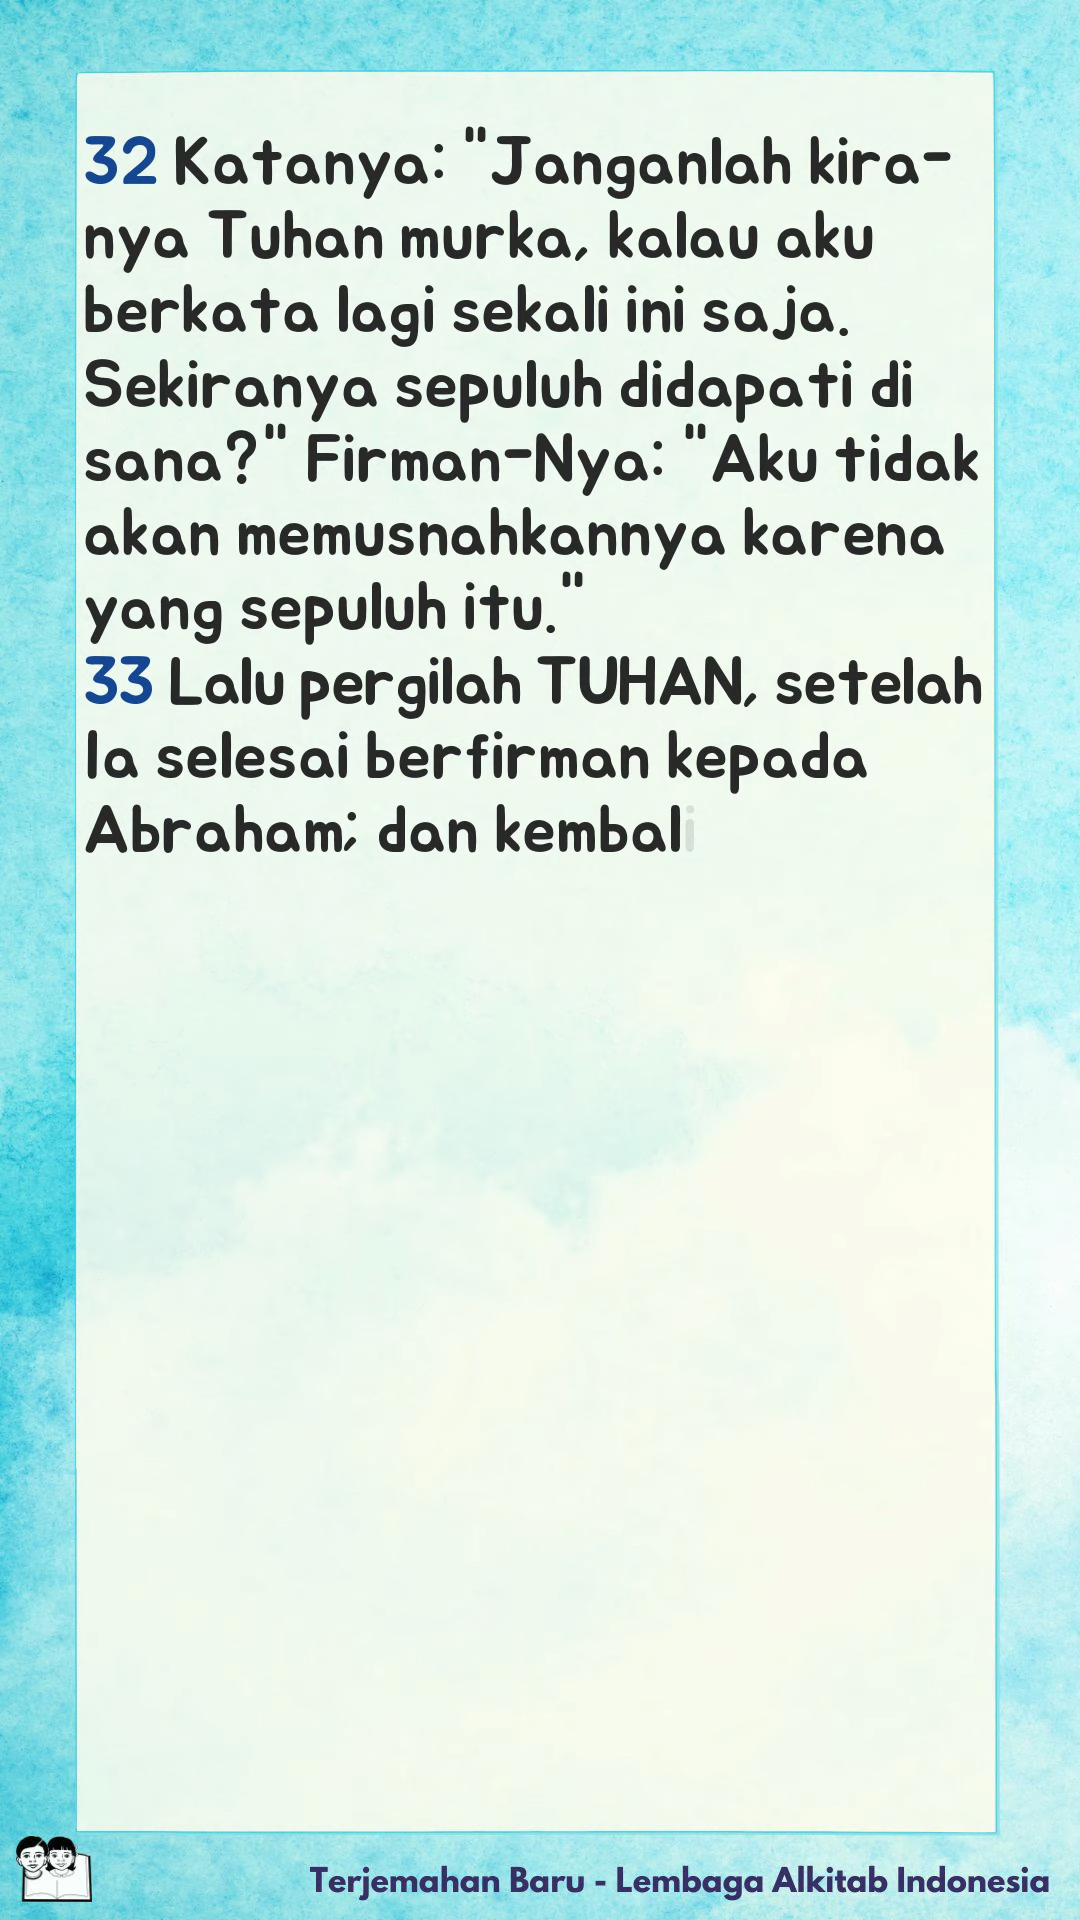 32 Katanya: "Janganlah kira-
nya Tuhan murka, kalau aku
berkata lagi sekali ini saja.
Sekiranya sepuluh didapati di
sana?" Firman-Nya: "Aku tidak
akan memusnahkannya karena
yang sepuluh itu."
33 Lalu pergilah TUHAN, setelah
Ia selesai berfirman kepada
Abraham; dan kembali
Terjemahan Baru - Lembaga Alkitab Indonesia